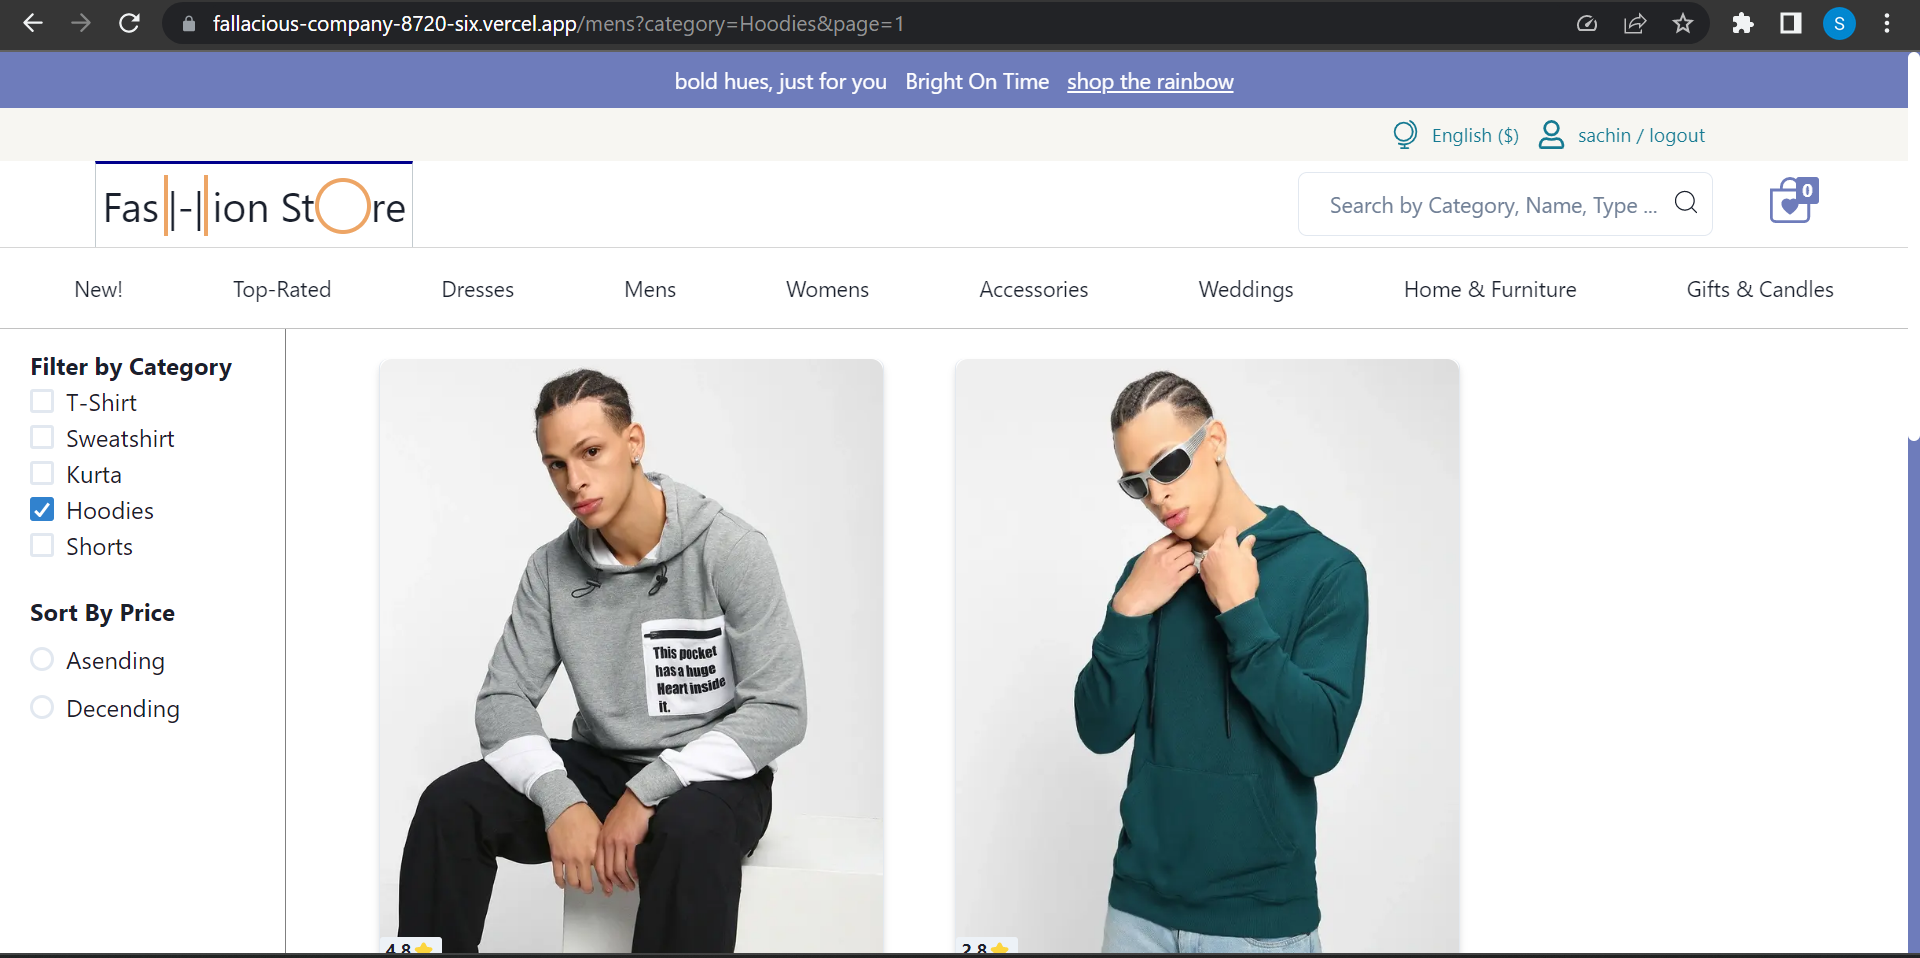 fallacious-company-8720-six.vercel.app/mens?category=Hoodies&page=1
S
bold hues, just for you Bright On Time shop the rainbow
English ($) sachin / logout
Fas|-|ion StOre
Search by Category, Name, Type ...
0
New! Top-Rated Dresses Mens Womens Accessories Weddings Home & Furniture Gifts & Candles
Filter by Category
T-Shirt
Sweatshirt
Kurta
Hoodies
Shorts
Sort By Price
Asending
Decending
This pocket
has a huge
Heart inside
it.
4.8
2.8